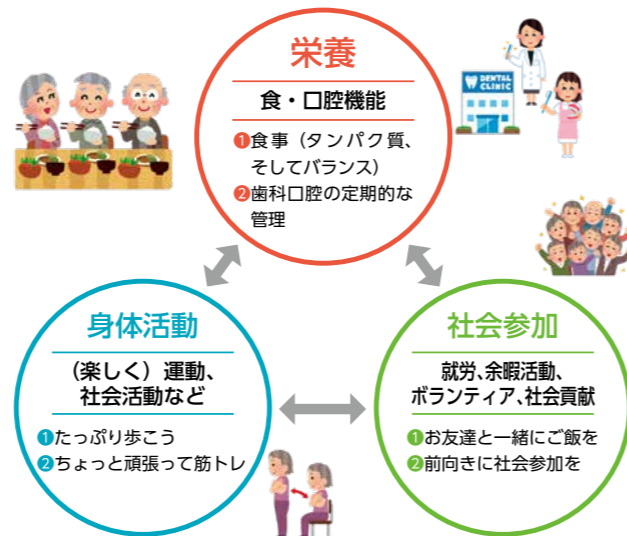 栄養
食・口腔機能
❶食事（タンパク質、
そしてバランス）
❷歯科口腔の定期的な
管理
DENTAL
CLINIC
身体活動
（楽しく）運動、
社会活動など
❶たっぷり歩こう
❷ちょっと頑張って筋トレ
社会参加
就労、余暇活動、
ボランティア、社会貢献
❶お友達と一緒にご飯を
❷前向きに社会参加を